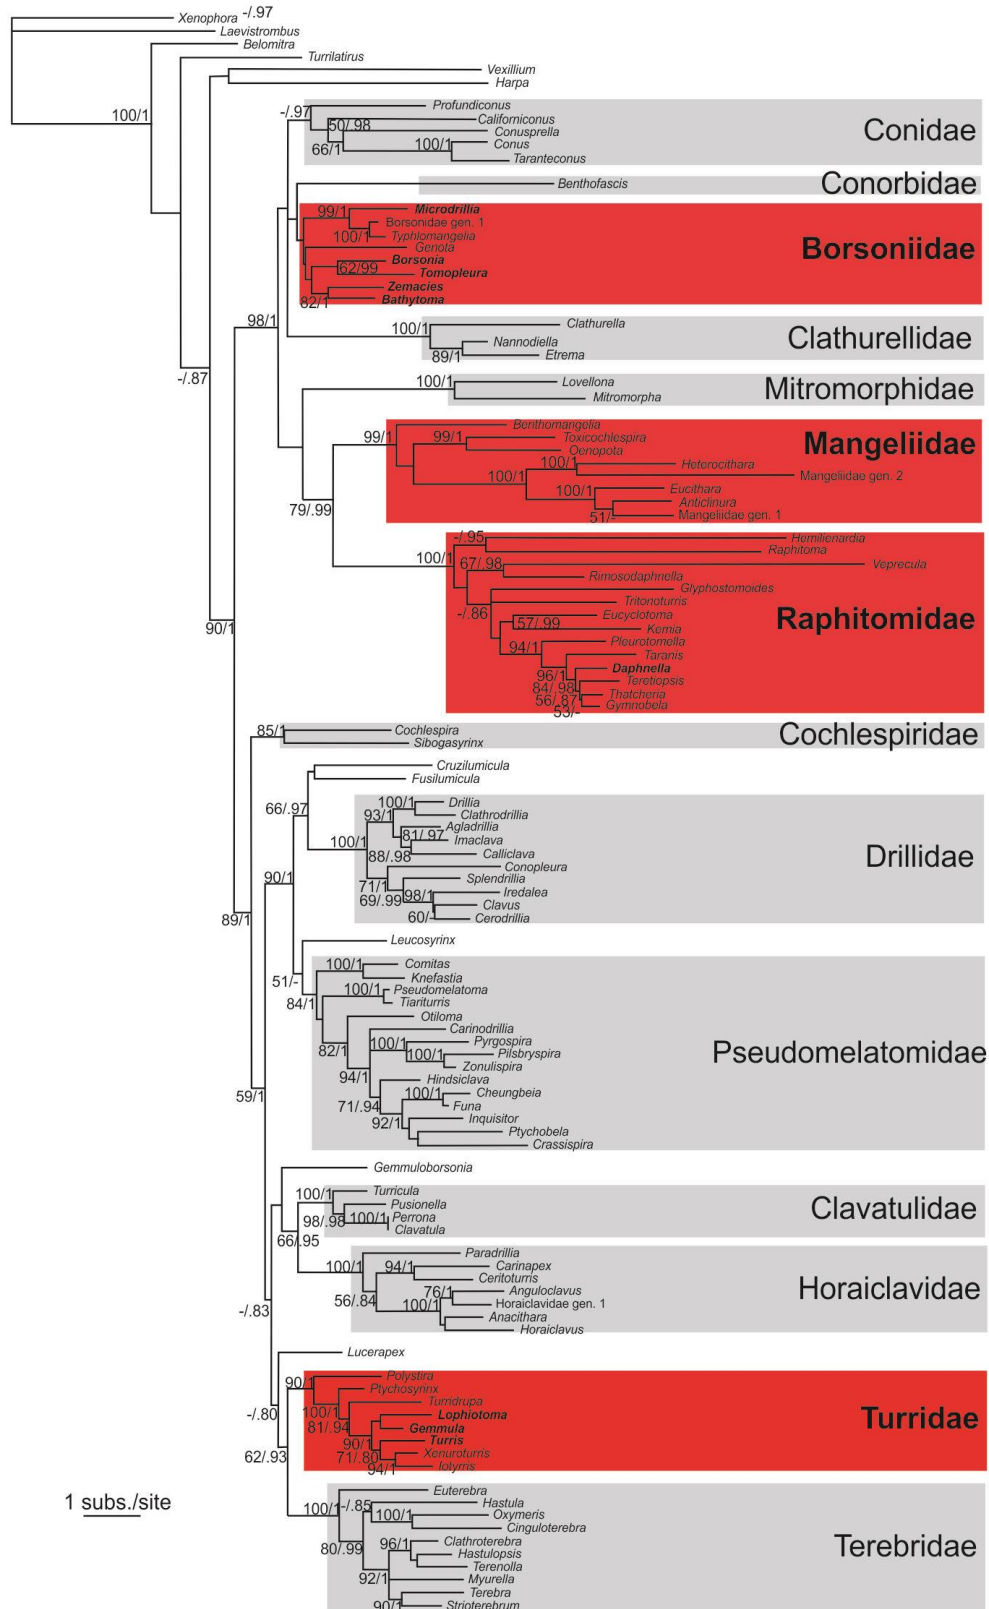 Xenophora -/.97
Laevistrombus
Belomitra
Turrilatirus
Vexillium
Harpa
100/1
-/.87
Profundiconus
-/.97
Californiconus
50/.98
Conusprella
66/1
100/1
Conus
Taranteconus
Conidae
Benthofascis
Conorbidae
Microdrillia
99/1
Borsonidae gen. 1
100/1
Typhlomangelia
Genota
Borsonia
62/99
Tomopleura
Zemacies
82/1
Bathytoma
Borsoniidae
98/1
100/1
Clathurella
Nannodiella
89/1
Etrema
Clathurellidae
100/1
Lovellona
Mitromorpha
Mitromorphidae
99/1
Benthomangelia
99/1
Toxicochlespira
Oenopota
100/1
Heterocithara
100/1
Mangeliidae gen. 2
100/1
Eucithara
Anticlinura
51/-
Mangeliidae gen. 1
Mangeliidae
79/.99
-/.95
Hemilienardia
100/1
Raphitoma
67/.98
Veprecula
Rimosodaphnella
Glyphostomoides
-/.86
Tritonoturris
Eucyclotoma
57/.99
Kemia
94/1
Pleurotomella
Taranis
96/1
Daphnella
84/.98
Teretiopsis
56/.87
Thatcheria
53/-
Gymnobela
Raphitomidae
90/1
85/1
Cochlespira
Sibogasyrinx
Cochlespiridae
Cruzilumicula
Fusilumicula
66/.97
100/1
Drillia
93/1
Clathrodrillia
Agladrillia
81/.97
100/1
Imaclava
88/.98
Calliclava
Conopleura
71/1
Splendrillia
69/.99
98/1
Iredalea
Clavus
60/-
Cerodrillia
Drillidae
90/1
89/1
Leucosyrinx
51/-
84/1
100/1
Comitas
Knefastia
100/1
Pseudomelatoma
Tiariturris
Otiloma
82/1
Carinodrillia
100/1
Pyrgospira
100/1
Pilsbryspira
Zonulispira
94/1
Hindsiclava
100/1
Cheungbeia
71/.94
Funa
92/1
Inquisitor
Ptychobela
Crassispira
Pseudomelatomidae
59/1
Gemmuloborsonia
100/1
Turricula
Pusionella
98/.98
100/1
Perrona
Clavatula
Clavatulidae
66/.95
Paradrillia
100/1
94/1
Carinapex
Ceritoturris
56/.84
76/1
Anguloclavus
100/1
Horaiclavidae gen. 1
Anacithara
Horaiclavus
Horaiclavidae
-/.83
Lucerapex
90/1
Polystira
Ptychosyrinx
100/1
Turridrupa
81/.94
Lophiotoma
Gemmula
90/1
Turris
71/.80
Xenuroturris
94/1
Iotyrris
Turridae
-/.80
62/.93
1 subs./site
Euterebra
100/1
-/.85
Hastula
100/1
Oxymeris
Cinguloterebra
80/.99
96/1
Clathroterebra
Hastulopsis
Terenolla
92/1
Myurella
Terebra
90/1
Strioterebrum
Terebridae